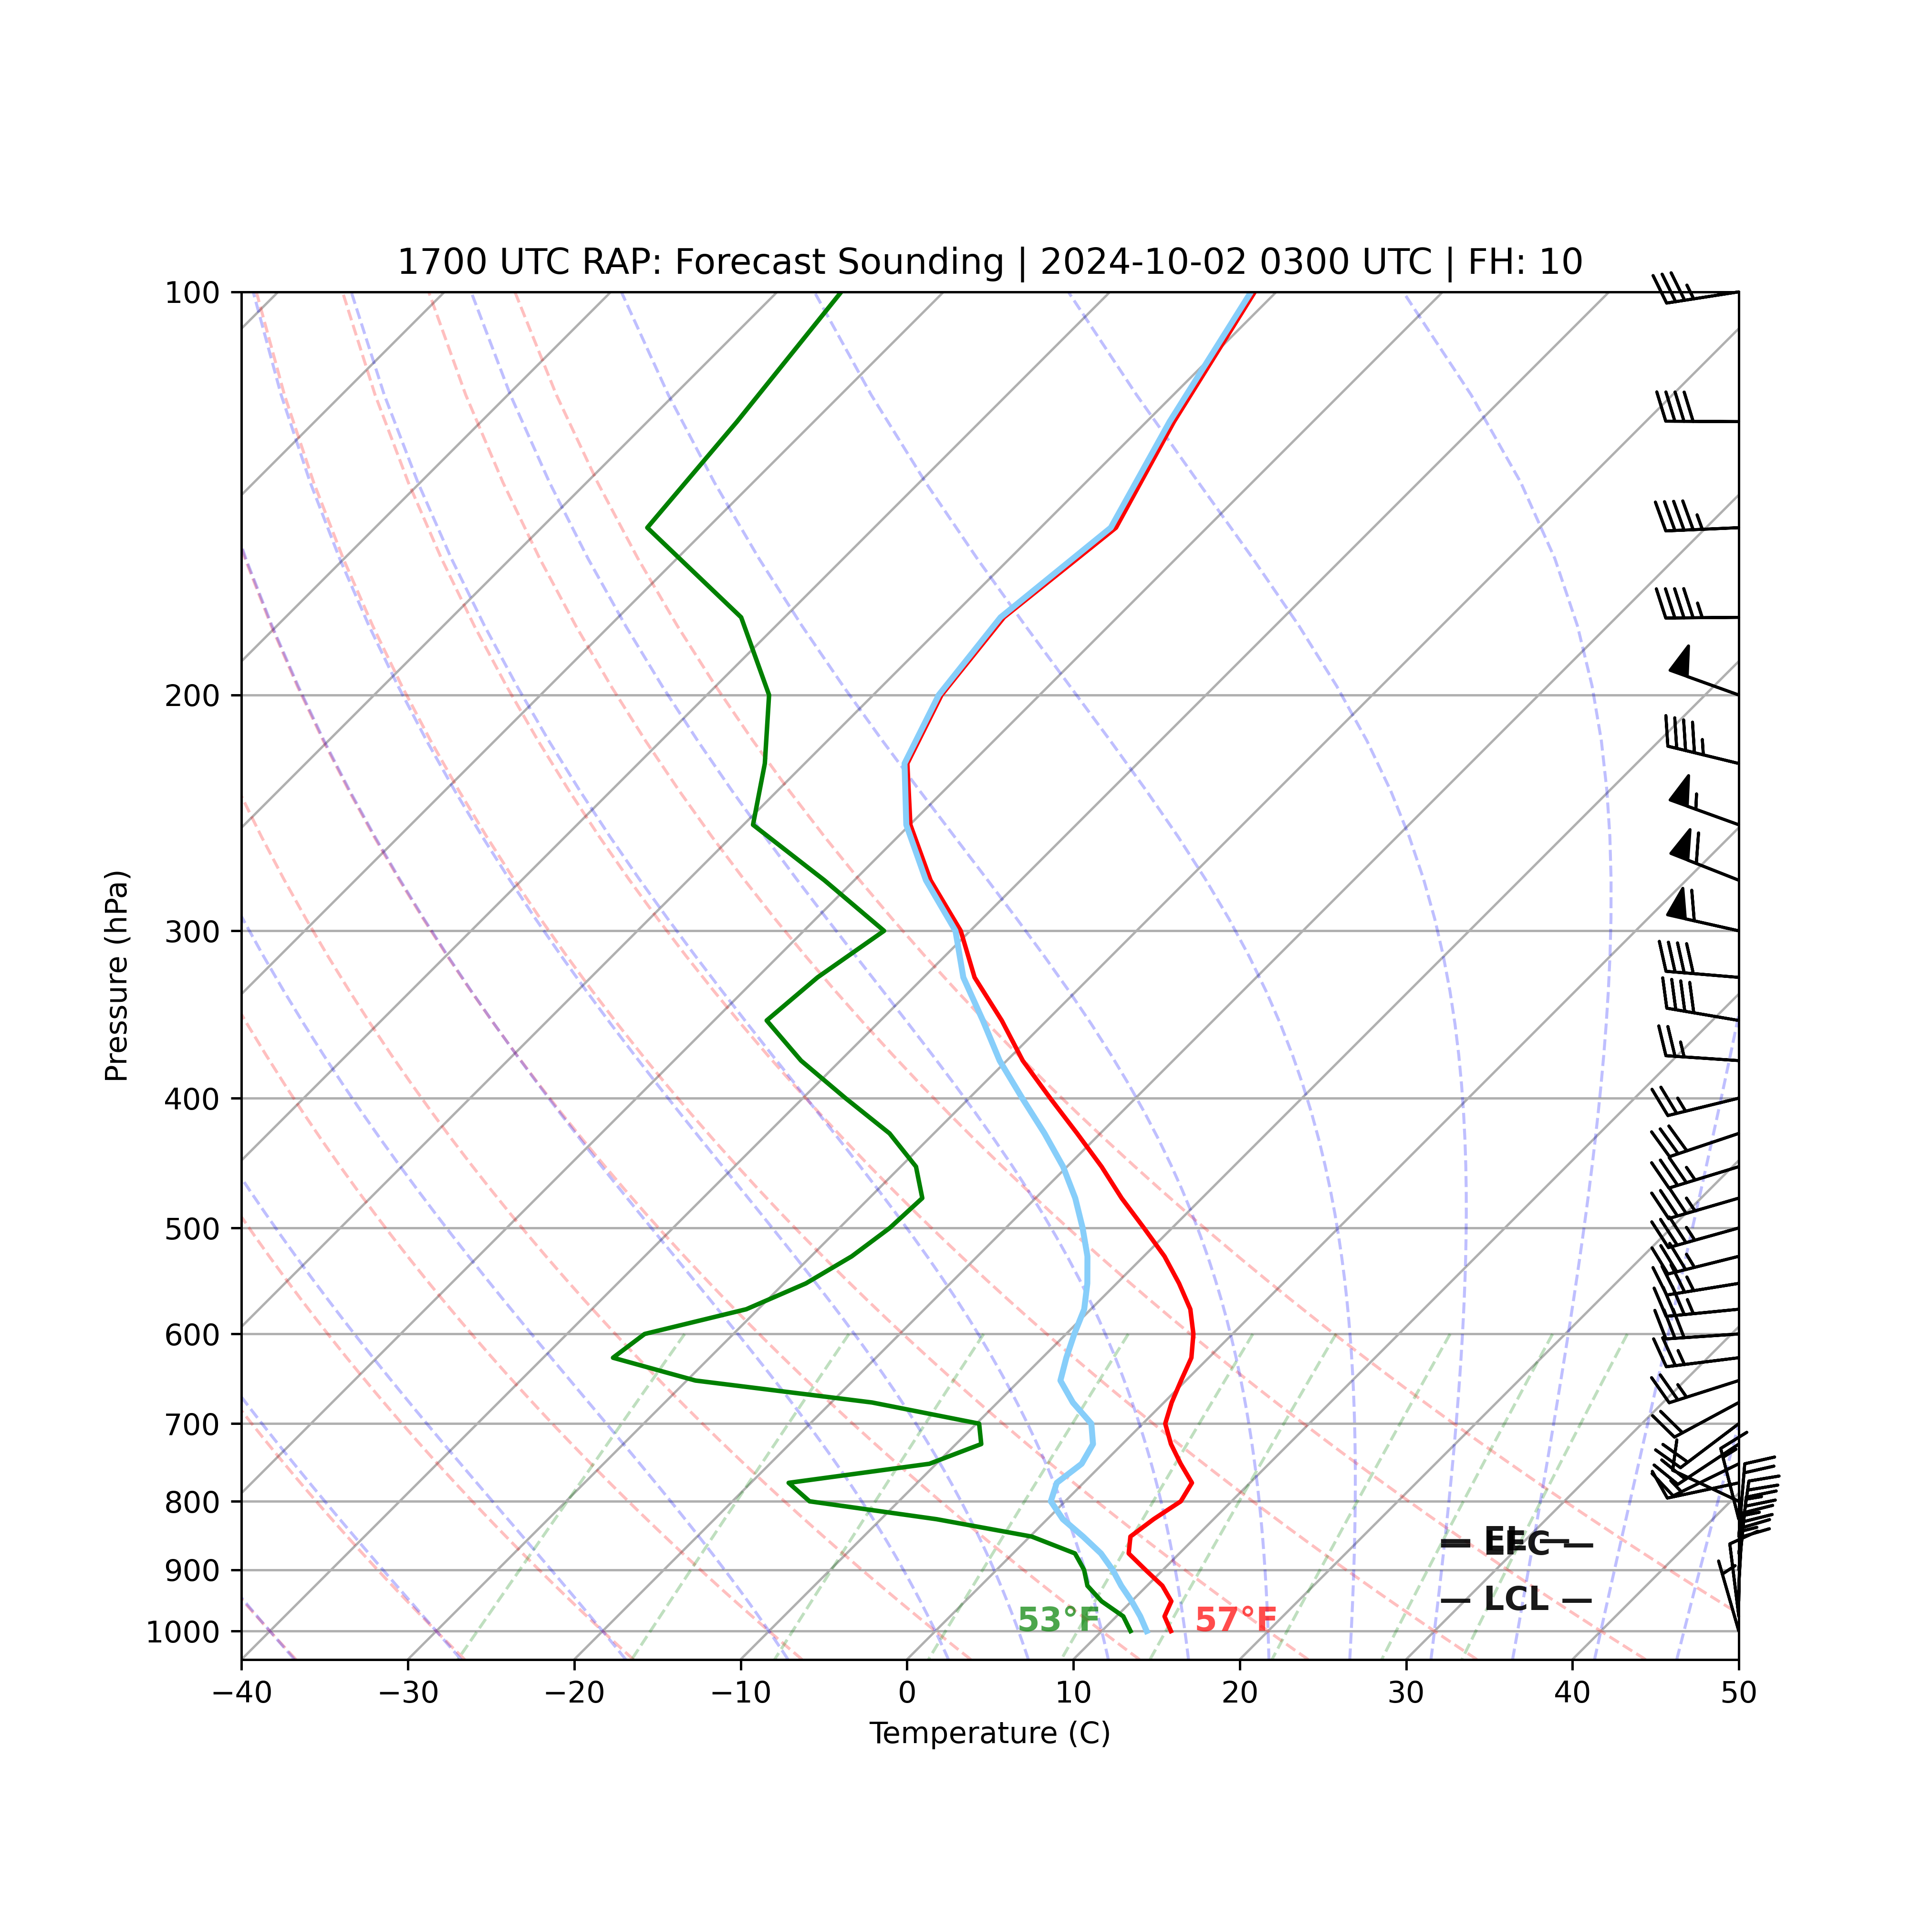 1700 UTC RAP: Forecast Sounding | 2024-10-02 0300 UTC | FH: 10
100
200
300
400
500
600
700
800
900
1000
Pressure (hPa)
— EL —
— LFC —
— LCL —
53°F
57°F
−40 −30 −20 −10 0 10 20 30 40 50
Temperature (C)